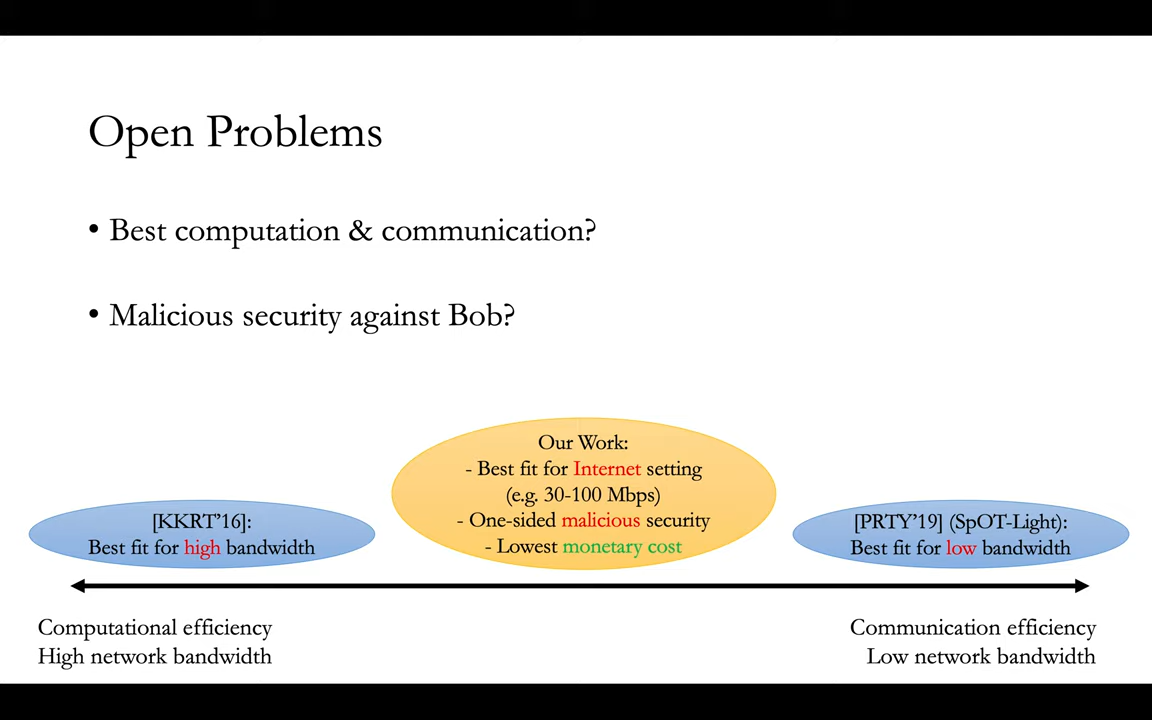 Open Problems
• Best computation & communication?
• Malicious security against Bob?
Our Work:
- Best fit for Internet setting
(e.g. 30-100 Mbps)
- One-sided malicious security
- Lowest monetary cost
[KKRT’16]:
Best fit for high bandwidth
[PRTY’19] (SpOT-Light):
Best fit for low bandwidth
Computational efficiency
High network bandwidth
Communication efficiency
Low network bandwidth